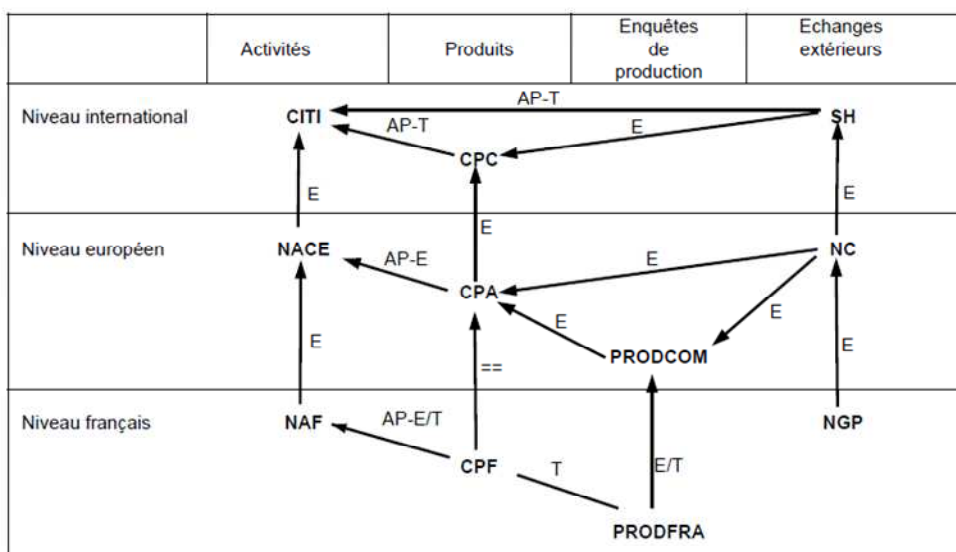 Activités
Produits
Enquêtes
de
production
Echanges
extérieurs
Niveau international
CITI
AP-T
SH
AP-T
E
CPC
E
E
Niveau européen
NACE
E
NC
AP-E
E
CPA
E
E
E
PRODCOM
E
==
Niveau français
NAF
AP-E/T
NGP
CPF
T
E/T
PRODFRA